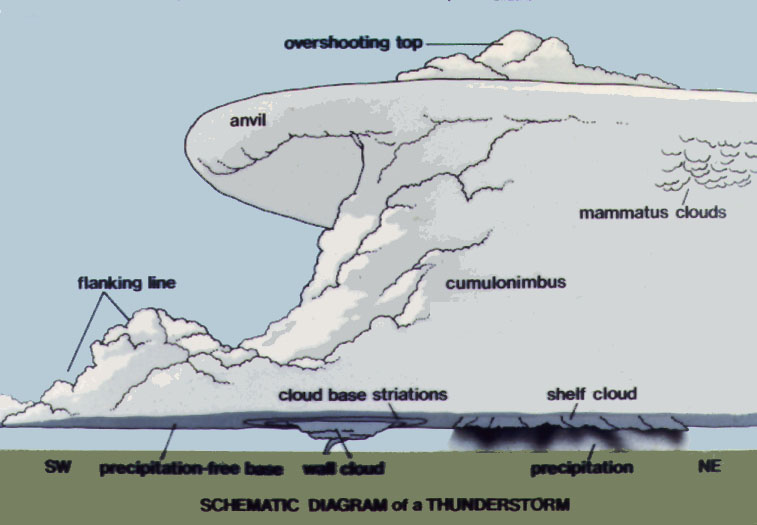 overshooting top
anvil
mammatus clouds
flanking line
cumulonimbus
cloud base striations
shelf cloud
SW
precipitation-free base
wall cloud
precipitation
NE
SCHEMATIC DIAGRAM of a THUNDERSTORM